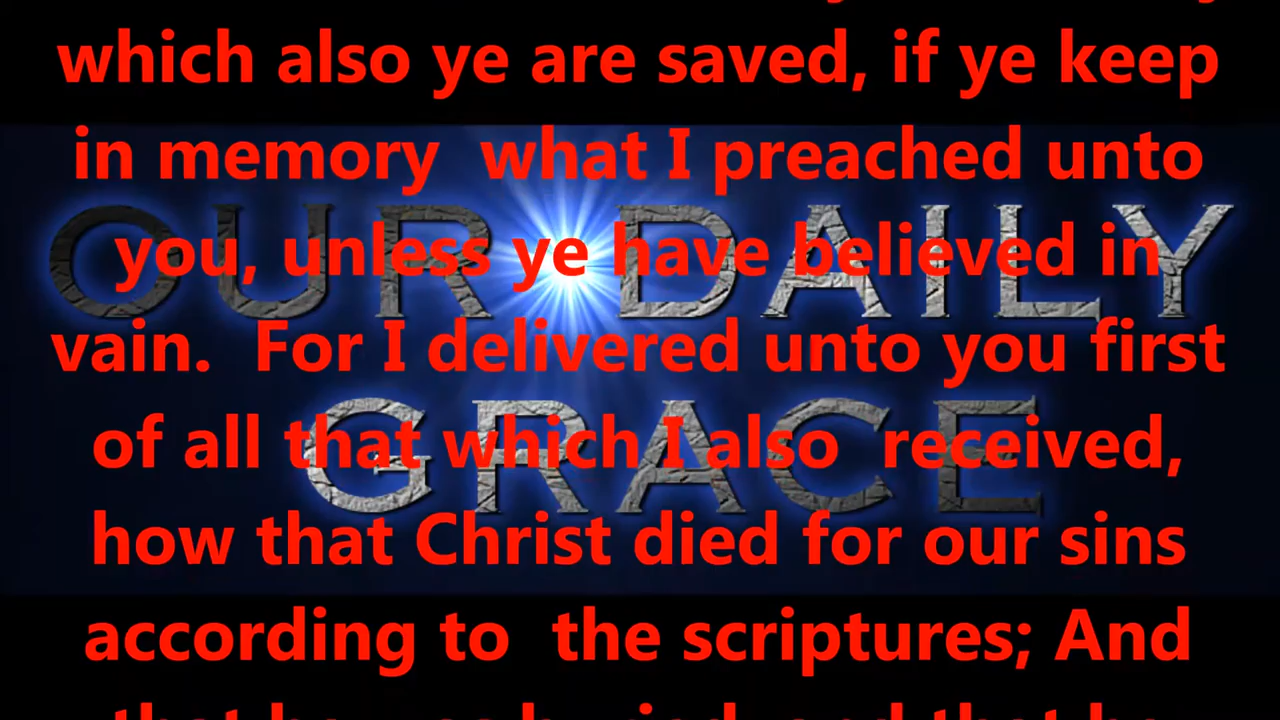 which also ye are saved, if ye keep
in memory what I preached unto
you, unless ye have believed in
vain. For I delivered unto you first
of all that which I also received,
how that Christ died for our sins
according to the scriptures; And
OUR DAILY
GRACE